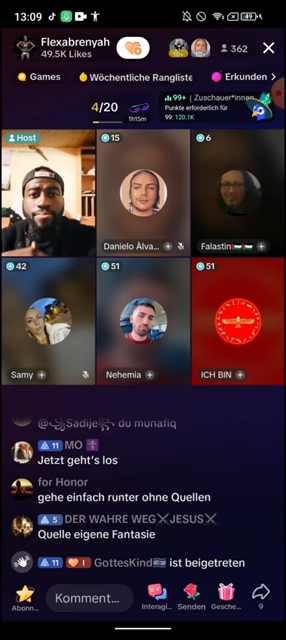 13:09
Flexabrenyah
49.5K Likes
362
Games
Wöchentliche Rangliste
Erkunden
4/20
1h15m
99+ | Zuschauer*innen
Punkte erforderlich für
99: 120.1K
Host
15
6
Danielo Àlva...
Falastin
42
51
51
Samy
Nehemia
ICH BIN
du munafiq
11 MO
Jetzt geht's los
for Honor
gehe einfach runter ohne Quellen
5 DER WAHRE WEG⚔JESUS⚔
Quelle eigene Fantasie
11 1 GottesKind🇮🇱 ist beigetreten
Abonn...
Komment...
Interagi...
Senden
Gesche...
9